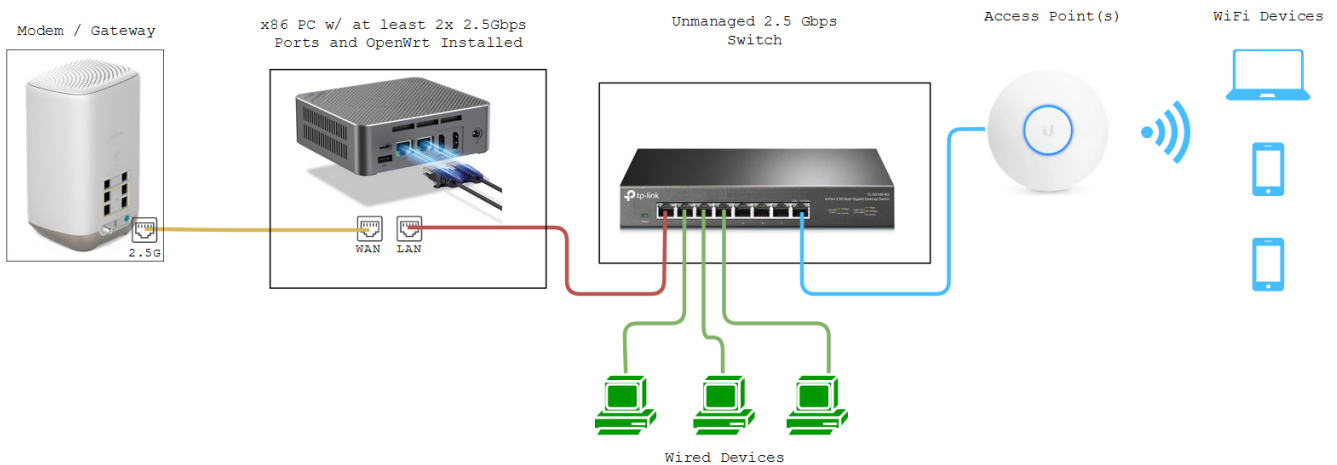 Modem / Gateway
x86 PC w/ at least 2x 2.5Gbps
Ports and OpenWrt Installed
Unmanaged 2.5 Gbps
Switch
Access Point(s)
WiFi Devices
2.5G
WAN
LAN
tp-link
Wired Devices